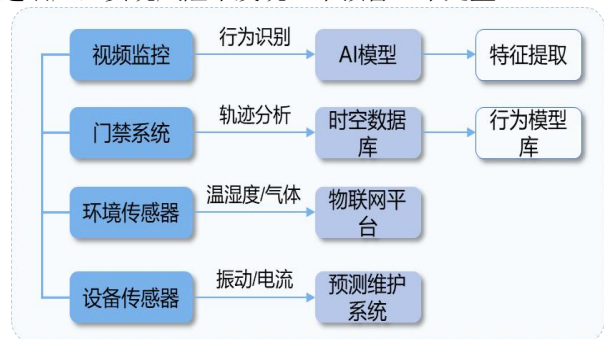 视频监控
行为识别
AI模型
特征提取
门禁系统
轨迹分析
时空数据
库
行为模型
库
环境传感器
温湿度/气体
物联网平
台
设备传感器
振动/电流
预测维护
系统